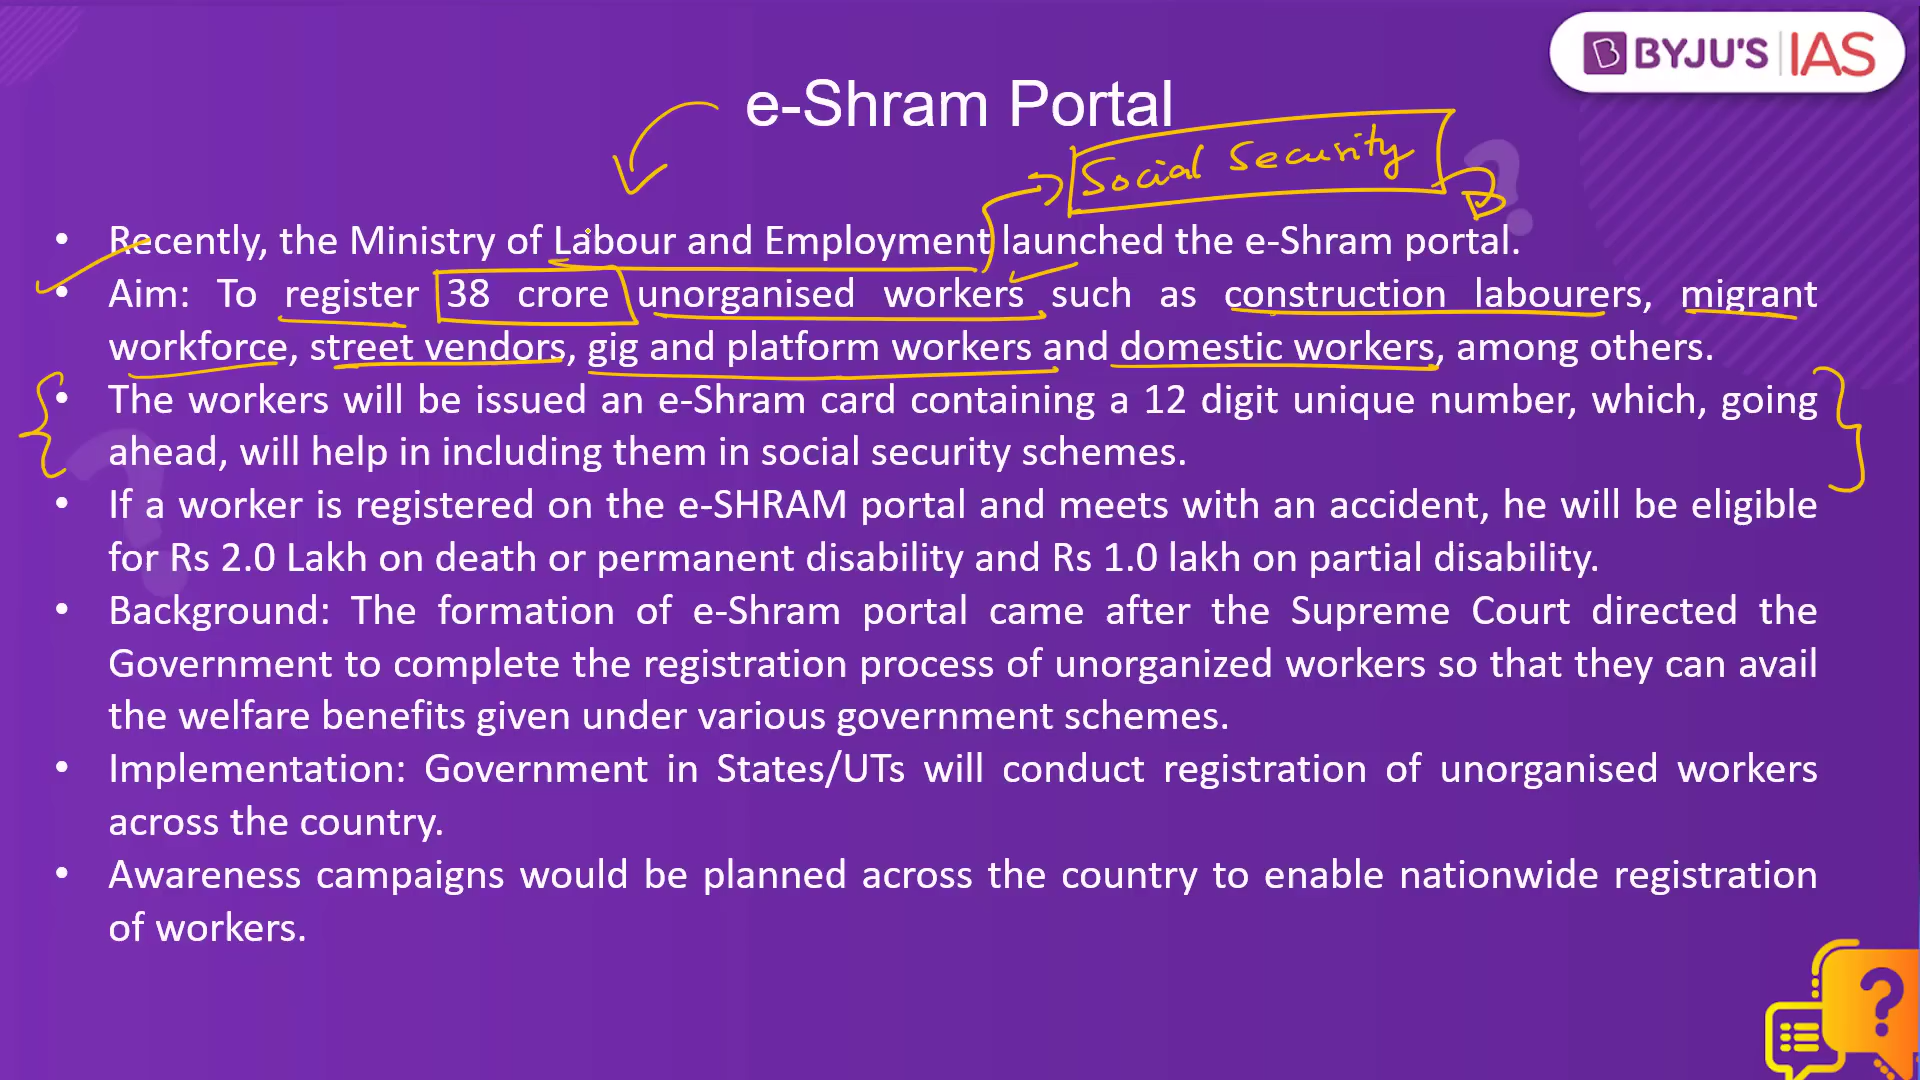 BYJU'S IAS
e-Shram Portal
Social Security
• Recently, the Ministry of Labour and Employment launched the e-Shram portal.
• Aim: To register 38 crore unorganised workers such as construction labourers, migrant
workforce, street vendors, gig and platform workers and domestic workers, among others.
• The workers will be issued an e-Shram card containing a 12 digit unique number, which, going
ahead, will help in including them in social security schemes.
• If a worker is registered on the e-SHRAM portal and meets with an accident, he will be eligible
for Rs 2.0 Lakh on death or permanent disability and Rs 1.0 lakh on partial disability.
• Background: The formation of e-Shram portal came after the Supreme Court directed the
Government to complete the registration process of unorganized workers so that they can avail
the welfare benefits given under various government schemes.
• Implementation: Government in States/UTs will conduct registration of unorganised workers
across the country.
• Awareness campaigns would be planned across the country to enable nationwide registration
of workers.